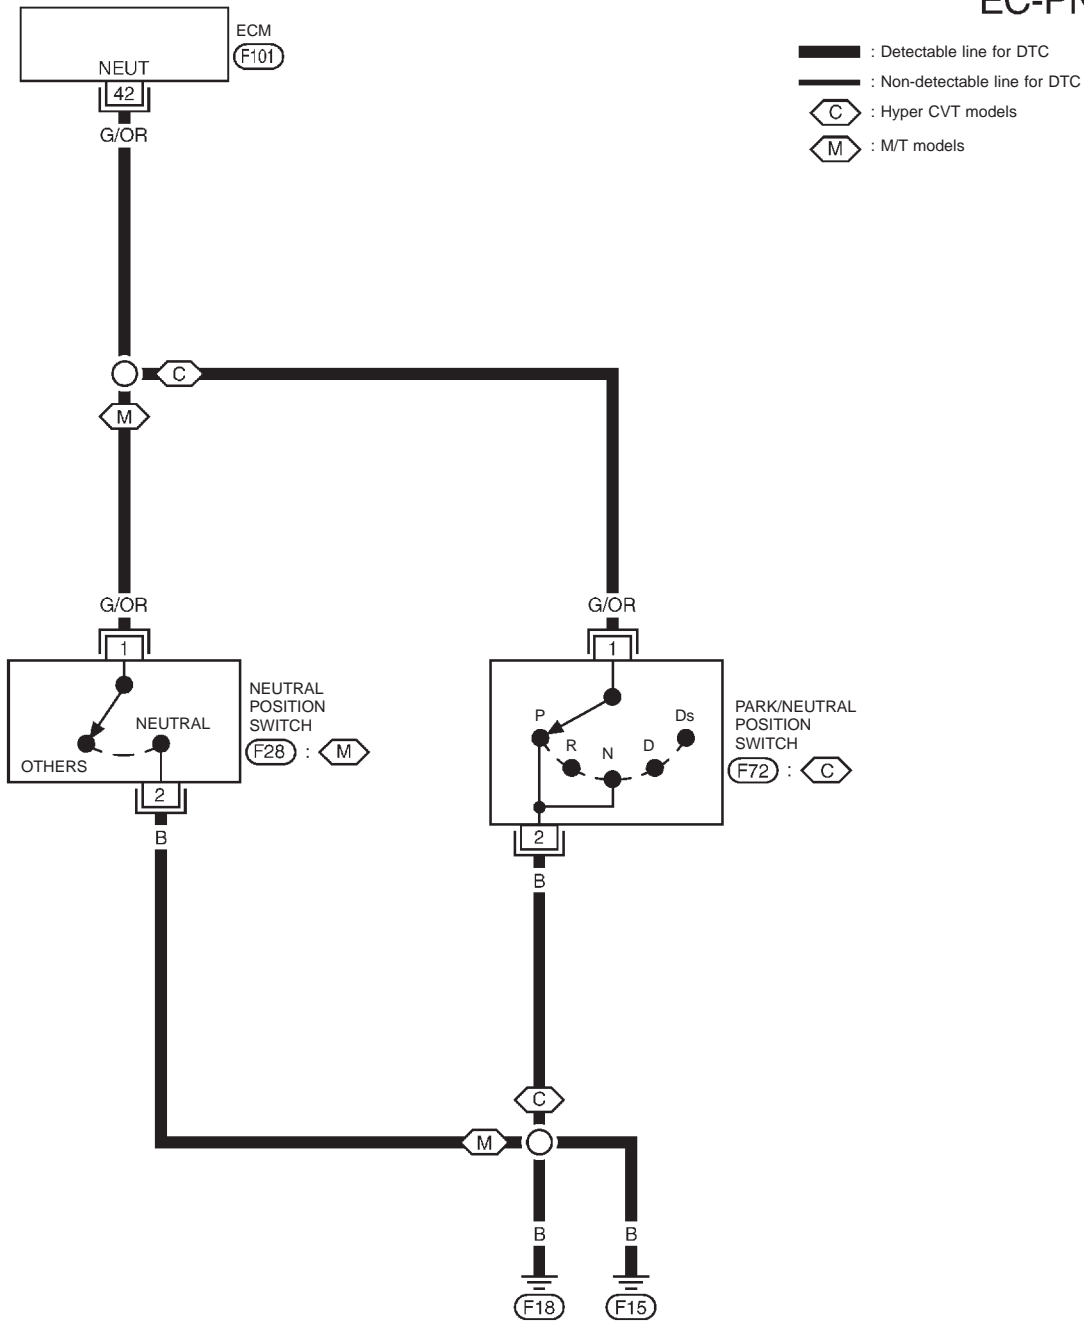 ECM
F101
NEUT
42
G/OR
: Detectable line for DTC
: Non-detectable line for DTC
C : Hyper CVT models
M : M/T models
C
M
G/OR
G/OR
1
1
NEUTRAL
POSITION
SWITCH
F28 : M
NEUTRAL
OTHERS
2
B
P
R
N
D
Ds
PARK/NEUTRAL
POSITION
SWITCH
F72 : C
2
B
C
M
B
B
F18
F15